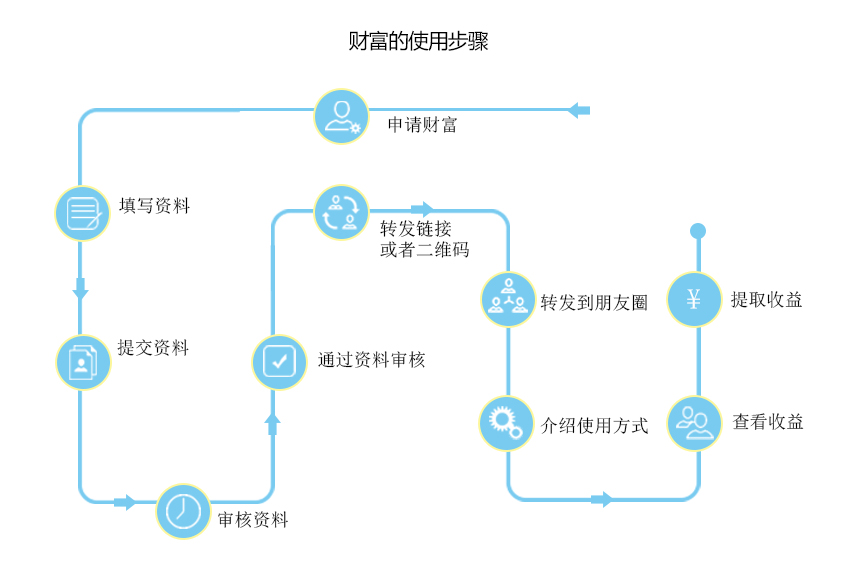 财富的使用步骤
申请财富
填写资料
提交资料
审核资料
通过资料审核
转发链接
或者二维码
转发到朋友圈
介绍使用方式
查看收益
¥
提取收益